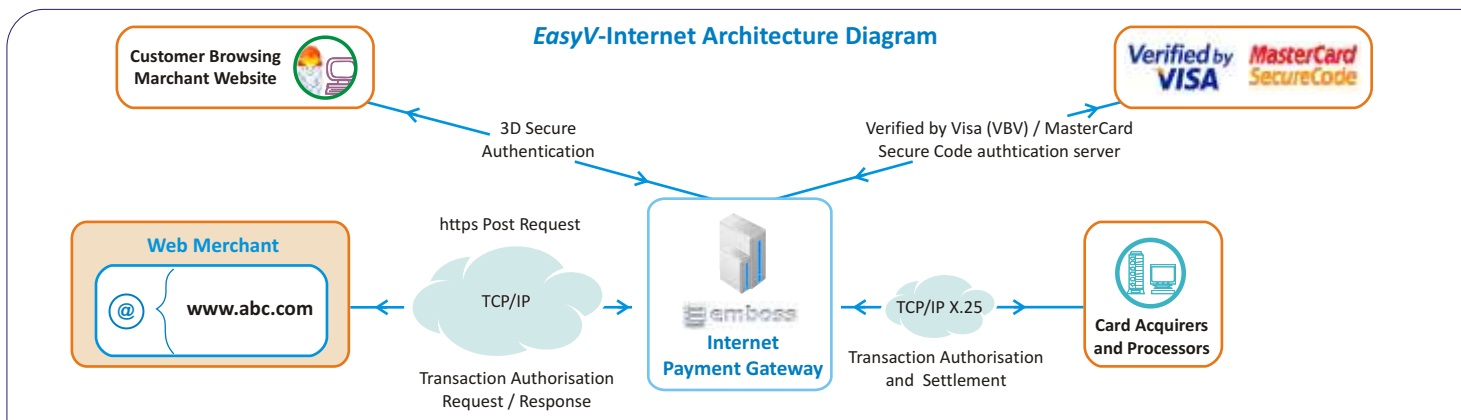 EasyV-Internet Architecture Diagram
Customer Browsing
Marchant Website
Verified by
VISA
MasterCard
SecureCode
3D Secure
Authentication
Verified by Visa (VBV) / MasterCard
Secure Code authtication server
https Post Request
Web Merchant
@
www.abc.com
TCP/IP
emboss
Internet
Payment Gateway
TCP/IP X.25
Card Acquirers
and Processors
Transaction Authorisation
Request / Response
Transaction Authorisation
and Settlement